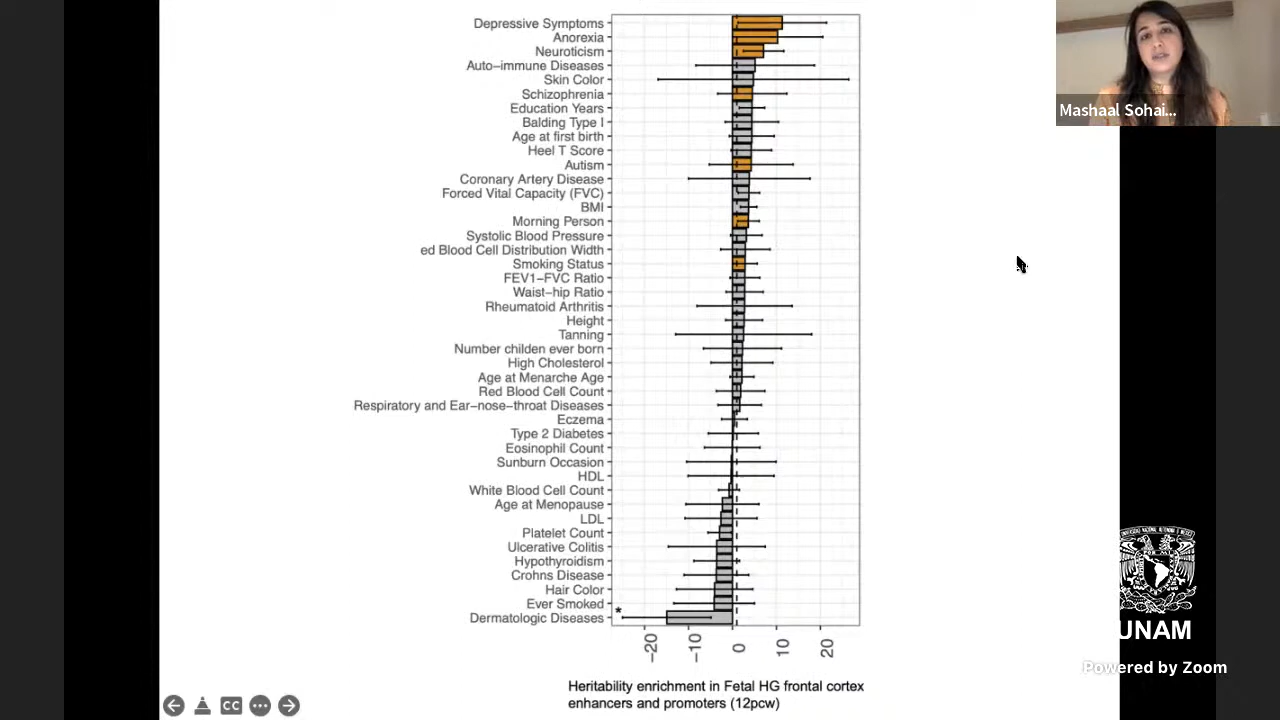 Depressive Symptoms
Anorexia
Neuroticism
Auto-immune Diseases
Skin Color
Schizophrenia
Education Years
Balding Type I
Age at first birth
Heel T Score
Autism
Coronary Artery Disease
Forced Vital Capacity (FVC)
BMI
Morning Person
Systolic Blood Pressure
ed Blood Cell Distribution Width
Smoking Status
FEV1-FVC Ratio
Waist-hip Ratio
Rheumatoid Arthritis
Height
Tanning
Number childen ever born
High Cholesterol
Age at Menarche Age
Red Blood Cell Count
Respiratory and Ear-nose-throat Diseases
Eczema
Type 2 Diabetes
Eosinophil Count
Sunburn Occasion
HDL
White Blood Cell Count
Age at Menopause
LDL
Platelet Count
Ulcerative Colitis
Hypothyroidism
Crohns Disease
Hair Color
Ever Smoked
*
Dermatologic Diseases
-20 -10 0 10 20
Heritability enrichment in Fetal HG frontal cortex
enhancers and promoters (12pcw)
CC
Mashaal Sohai...
UNAM
Powered by Zoom